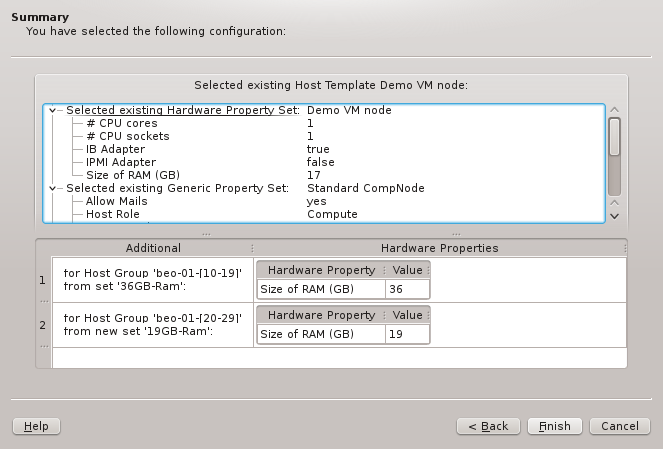 Summary
You have selected the following configuration:
Selected existing Host Template Demo VM node:
Selected existing Hardware Property Set: Demo VM node
# CPU cores 1
# CPU sockets 1
IB Adapter true
IPMI Adapter false
Size of RAM (GB) 17
Selected existing Generic Property Set: Standard CompNode
Allow Mails yes
Host Role Compute
Additional Hardware Properties
1 for Host Group 'beo-01-[10-19]' from set '36GB-Ram':
Hardware Property Value
Size of RAM (GB) 36
2 for Host Group 'beo-01-[20-29]' from new set '19GB-Ram':
Hardware Property Value
Size of RAM (GB) 19
Help < Back Finish Cancel